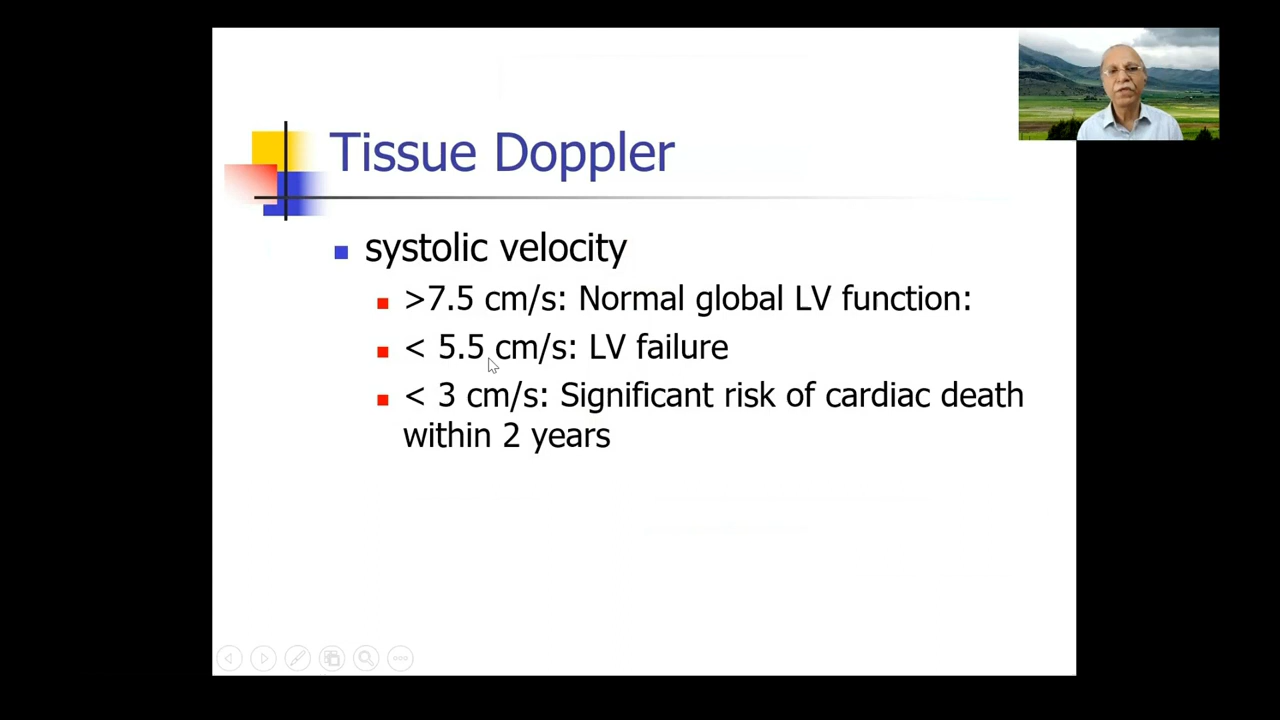 Tissue Doppler
systolic velocity
>7.5 cm/s: Normal global LV function:
< 5.5 cm/s: LV failure
< 3 cm/s: Significant risk of cardiac death
within 2 years